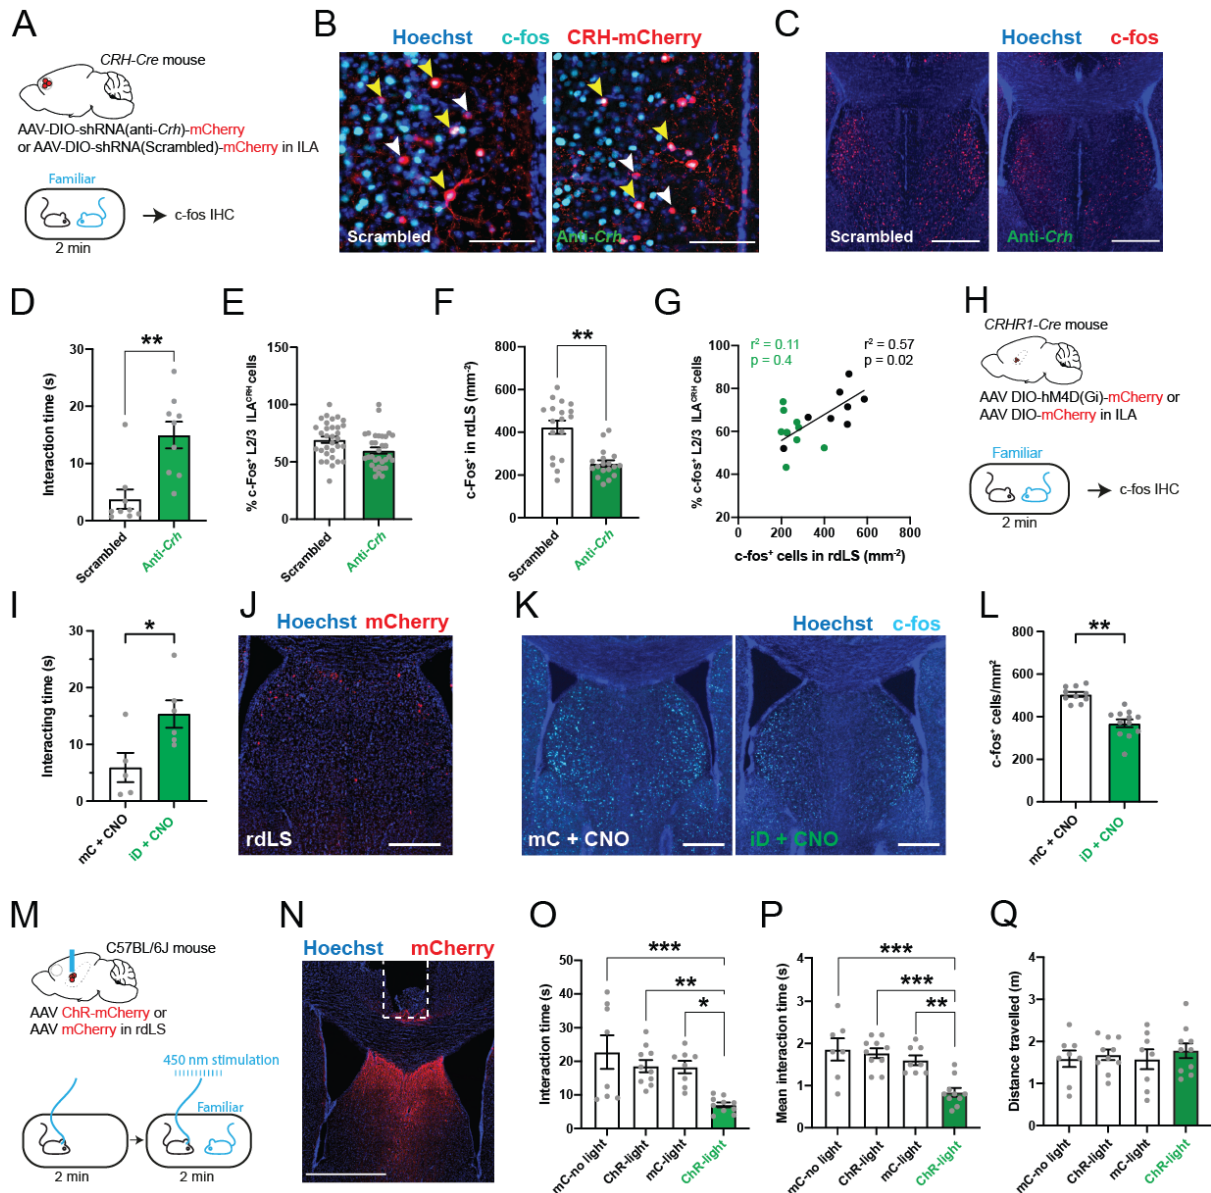 A
CRH-Cre mouse
AAV-DIO-shRNA(anti-Crh)-mCherry
or AAV-DIO-shRNA(Scrambled)-mCherry in ILA
Familiar
2 min
c-fos IHC
B
Hoechst c-fos CRH-mCherry
Scrambled
Anti-Crh
C
Hoechst c-fos
Scrambled
Anti-Crh
D
**
Interaction time (s)
30
20
10
0
Scrambled
Anti-Crh
E
% c-Fos⁺ L2/3 ILAᶜᴿᴴ cells
150
100
50
0
Scrambled
Anti-Crh
F
**
c-Fos⁺ in rdLS (mm⁻²)
800
600
400
200
0
Scrambled
Anti-Crh
G
% c-fos⁺ L2/3 ILAᶜᴿᴴ cells
100
80
60
40
20
r² = 0.11
p = 0.4
r² = 0.57
p = 0.02
0 200 400 600 800
c-fos⁺ cells in rdLS (mm⁻²)
H
CRHR1-Cre mouse
AAV DIO-hM4D(Gi)-mCherry or
AAV DIO-mCherry in ILA
Familiar
2 min
c-fos IHC
I
*
Interacting time (s)
30
20
10
0
mC + CNO
iD + CNO
J
Hoechst mCherry
rdLS
K
Hoechst c-fos
mC + CNO
iD + CNO
L
**
c-fos⁺ cells/mm²
800
600
400
200
0
mC + CNO
iD + CNO
M
C57BL/6J mouse
AAV ChR-mCherry or
AAV mCherry in rdLS
450 nm stimulation
Familiar
2 min
2 min
N
Hoechst mCherry
O
***
**
*
Interaction time (s)
50
40
30
20
10
0
mC-no light
ChR-light
mC-light
ChR-light
P
***
***
**
Mean interaction time (s)
4
3
2
1
0
mC-no light
ChR-light
mC-light
ChR-light
Q
Distance travelled (m)
4
3
2
1
0
mC-no light
ChR-light
mC-light
ChR-light